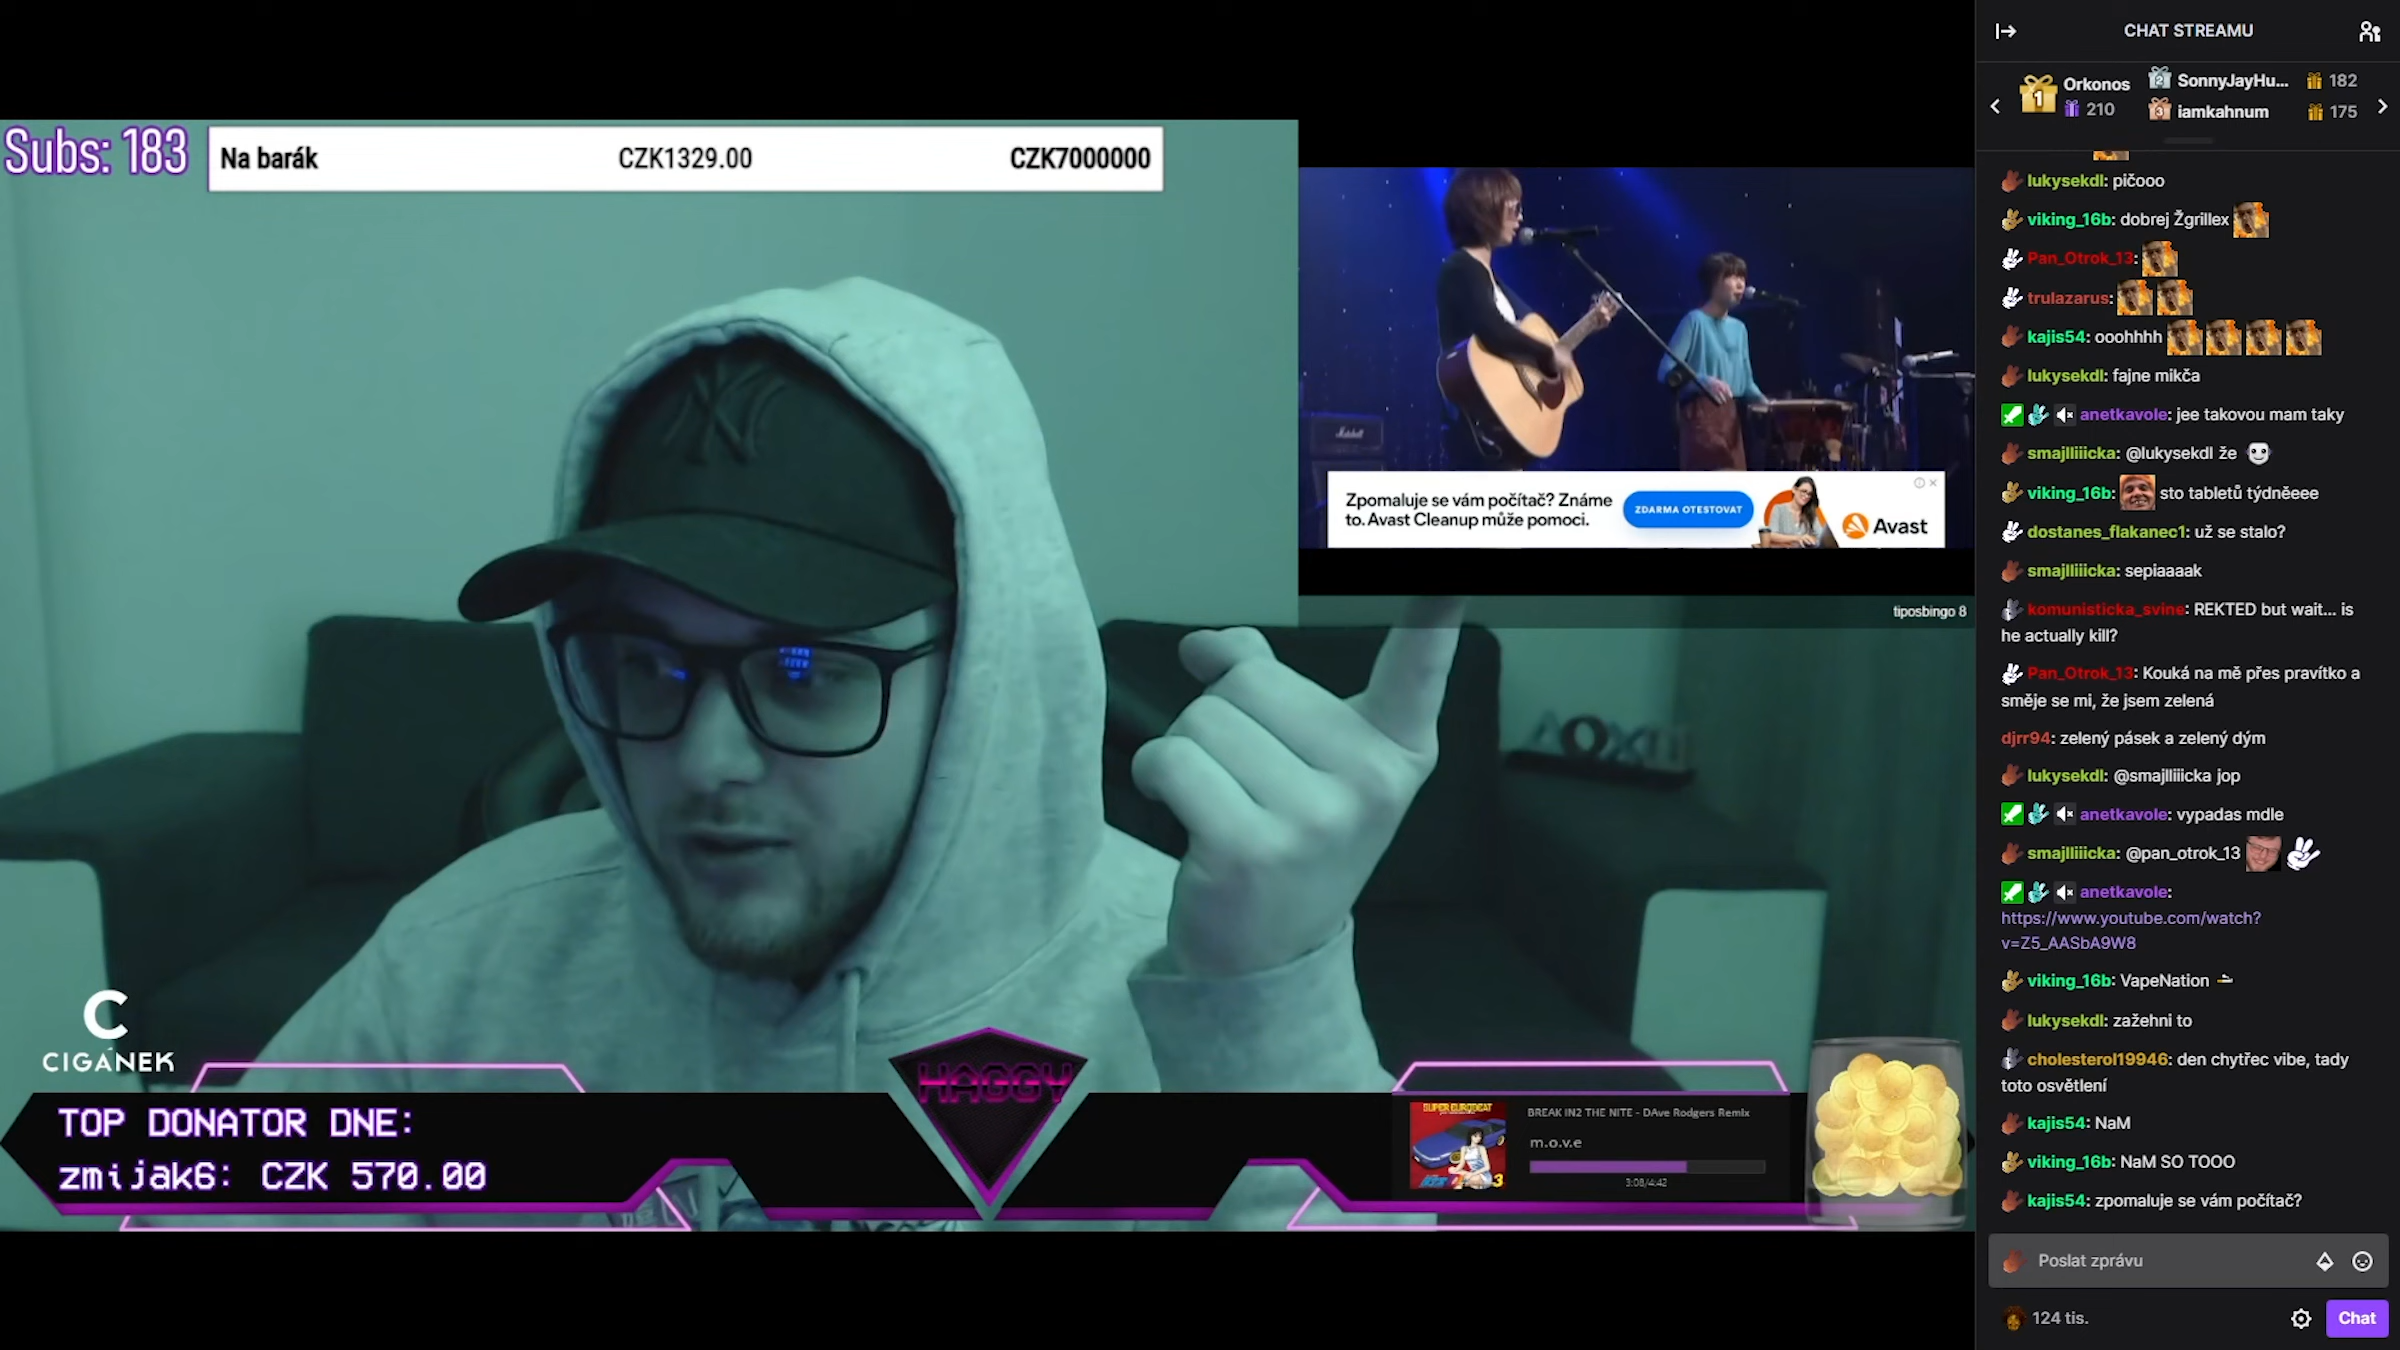 Subs: 183
Na barák CZK1329.00 CZK7000000
Marshall
Zpomaluje se vám počítač? Známe
to. Avast Cleanup může pomoci.
ZDARMA OTESTOVAT
Avast
tiposbingo 8
C
CIGÁNEK
TOP DONATOR DNE:
zmijak6: CZK 570.00
HAGGY
SUPER EUROBEAT
BREAK IN2 THE NITE - DAve Rodgers RemIx
m.o.v.e
3:08/4:42
CHAT STREAMU
1 Orkonos
210
2 SonnyJayHu... 182
3 iamkahnum 175
lukysekdl: pičooo
viking_16b: dobrej Žgrillex
Pan_Otrok_13:
trulazarus:
kajis54: ooohhhh
lukysekdl: fajne mikča
anetkavole: jee takovou mam taky
smajlliiicka: @lukysekdl že
viking_16b: sto tabletů týdněeee
dostanes_flakanec1: už se stalo?
smajlliiicka: sepiaaaak
komunisticka_svine: REKTED but wait... is
he actually kill?
Pan_Otrok_13: Kouká na mě přes pravítko a
směje se mi, že jsem zelená
djrr94: zelený pásek a zelený dým
lukysekdl: @smajlliiicka jop
anetkavole: vypadas mdle
smajlliiicka: @pan_otrok_13
anetkavole:
https://www.youtube.com/watch?
v=Z5_AASbA9W8
viking_16b: VapeNation
lukysekdl: zažehni to
cholesterol19946: den chytřec vibe, tady
toto osvětlení
kajis54: NaM
viking_16b: NaM SO TOOO
kajis54: zpomaluje se vám počítač?
Poslat zprávu
124 tis.
Chat